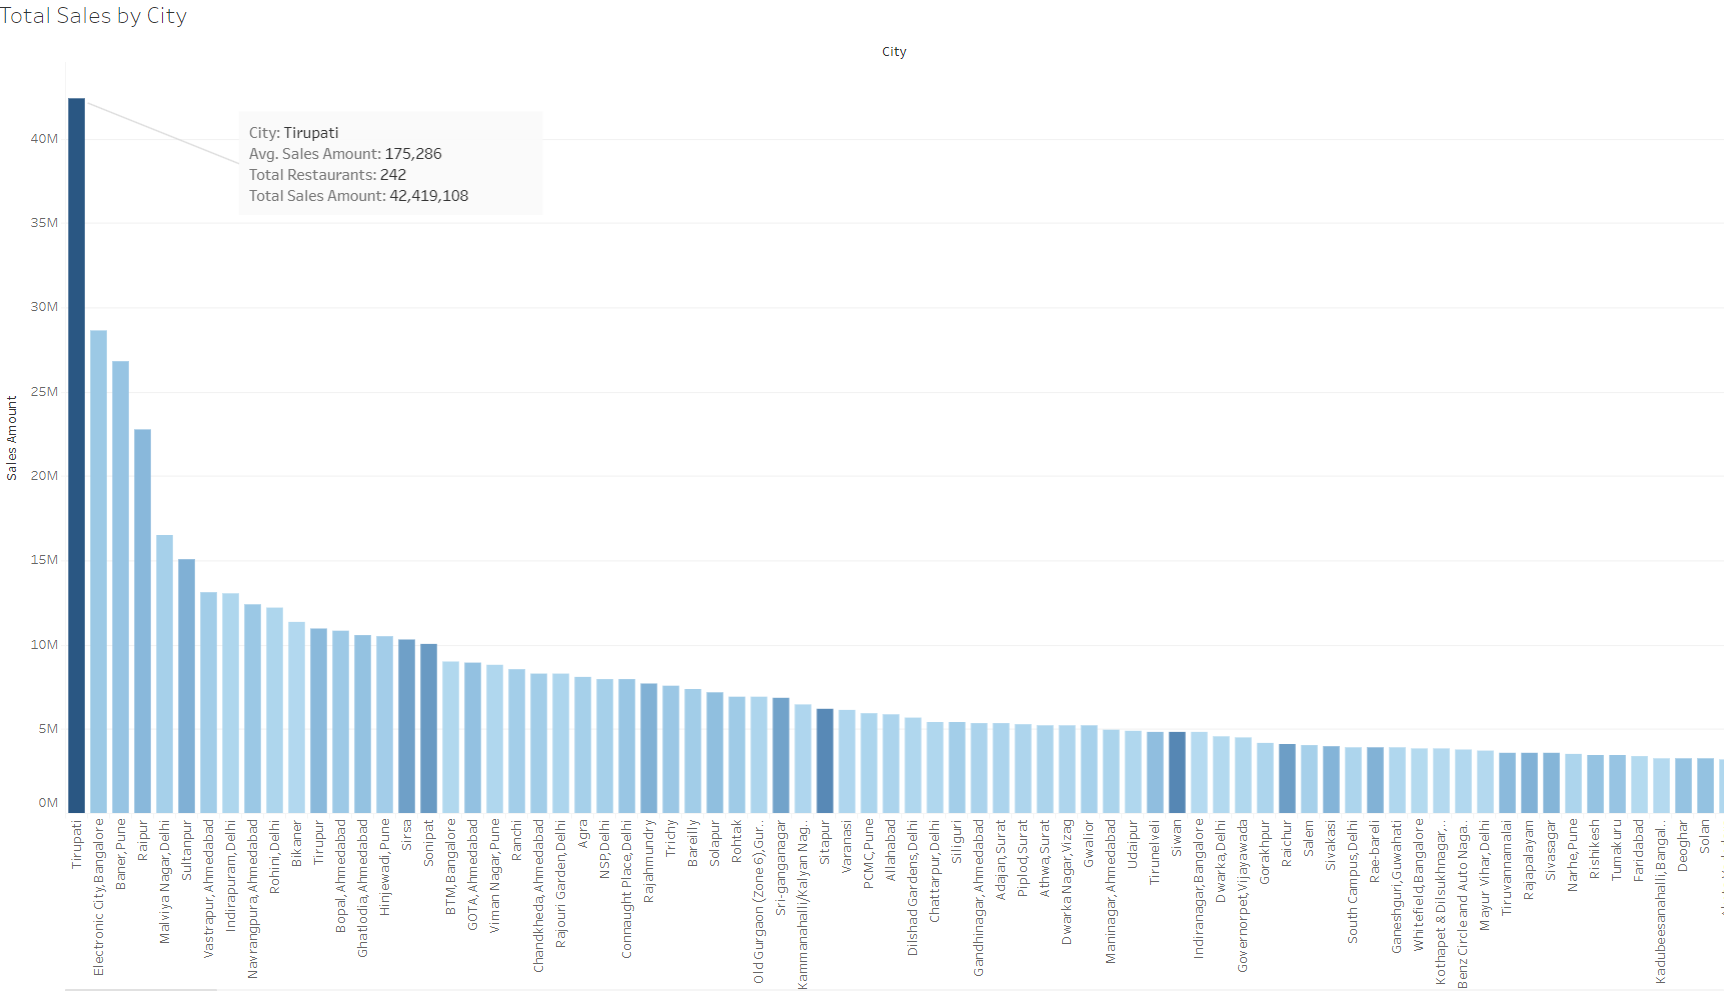 Total Sales by City
City
40M
35M
30M
25M
20M
15M
10M
5M
0M
Sales Amount
City: Tirupati
Avg. Sales Amount: 175,286
Total Restaurants: 242
Total Sales Amount: 42,419,108
Tirupati
Electronic City,Bangalore
Baner,Pune
Raipur
Malviya Nagar,Delhi
Sultanpur
Vastrapur,Ahmedabad
Indirapuram,Delhi
Navrangpura,Ahmedabad
Rohini,Delhi
Bikaner
Tirupur
Bopal,Ahmedabad
Ghatlodia,Ahmedabad
Hinjewadi,Pune
Sirsa
Sonipat
BTM,Bangalore
GOTA,Ahmedabad
Viman Nagar,Pune
Ranchi
Chandkheda,Ahmedabad
Rajouri Garden,Delhi
Agra
NSP,Delhi
Connaught Place,Delhi
Rajahmundry
Trichy
Bareilly
Solapur
Rohtak
Old Gurgaon (Zone 6),Gur..
Sri-ganganagar
Kammanahalli/Kalyan Nag..
Sitapur
Varanasi
PCMC,Pune
Allahabad
Dilshad Gardens,Delhi
Chattarpur,Delhi
Siliguri
Gandhinagar,Ahmedabad
Adajan,Surat
Piplod,Surat
Athwa,Surat
Dwarka Nagar,Vizag
Gwalior
Maninagar,Ahmedabad
Udaipur
Tirunelveli
Siwan
Indiranagar,Bangalore
Dwarka,Delhi
Governorpet,Vijayawada
Gorakhpur
Raichur
Salem
Sivakasi
South Campus,Delhi
Rae-bareli
Ganeshguri,Guwahati
Whitefield,Bangalore
Kothapet & Dilsukhnagar,..
Benz Circle and Auto Naga..
Mayur Vihar,Delhi
Tiruvannamalai
Rajapalayam
Sivasagar
Narhe,Pune
Rishikesh
Tumakuru
Faridabad
Kadubeesanahalli,Bangal..
Deoghar
Solan